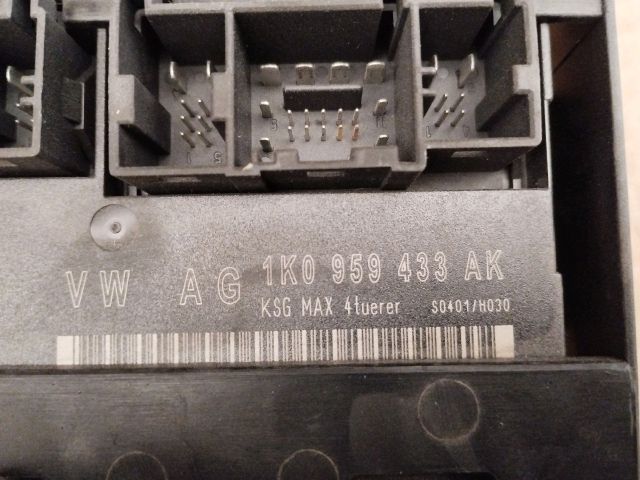 VW AG 1K0 959 433 AK
KSG MAX 4tuerer S0401/H030